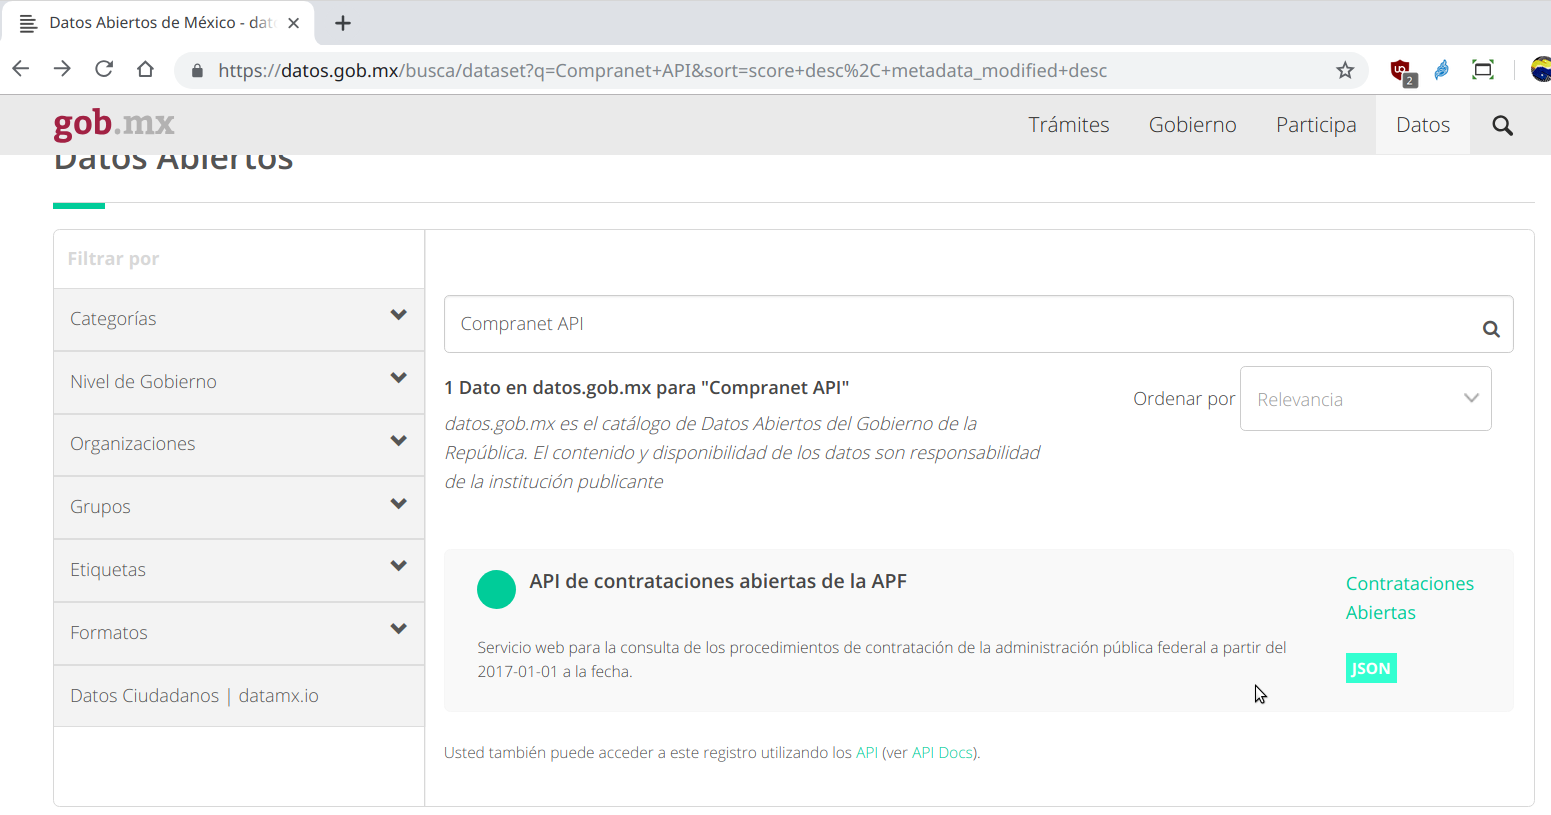 Datos Abiertos de México - dat
https://datos.gob.mx/busca/dataset?q=Compranet+API&sort=score+desc%2C+metadata_modified+desc
2
gob.mx
Trámites
Gobierno
Participa
Datos
Datos Abiertos
Filtrar por
Categorías
Nivel de Gobierno
Organizaciones
Grupos
Etiquetas
Formatos
Datos Ciudadanos | datamx.io
Compranet API
1 Dato en datos.gob.mx para "Compranet API"
Ordenar por
Relevancia
datos.gob.mx es el catálogo de Datos Abiertos del Gobierno de la
República. El contenido y disponibilidad de los datos son responsabilidad
de la institución publicante
API de contrataciones abiertas de la APF
Servicio web para la consulta de los procedimientos de contratación de la administración pública federal a partir del
2017-01-01 a la fecha.
Contrataciones
Abiertas
JSON
Usted también puede acceder a este registro utilizando los API (ver API Docs).